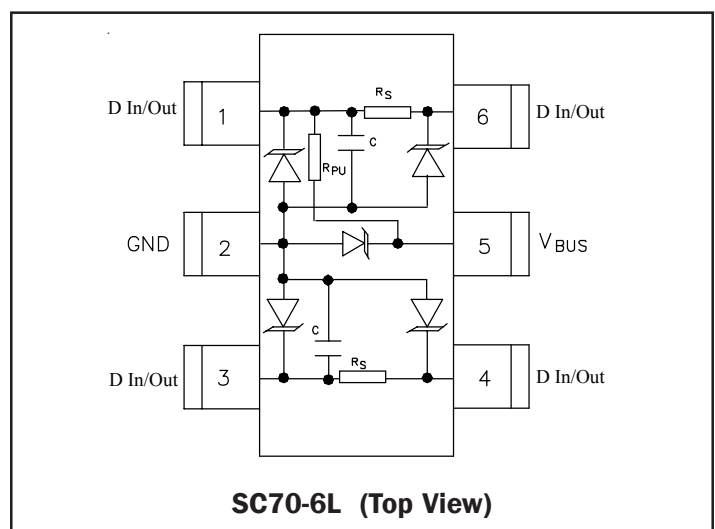 D In/Out 1 RS 6 D In/Out
C
RPU
GND 2 5 VBUS
C
D In/Out 3 RS 4 D In/Out
SC70-6L (Top View)